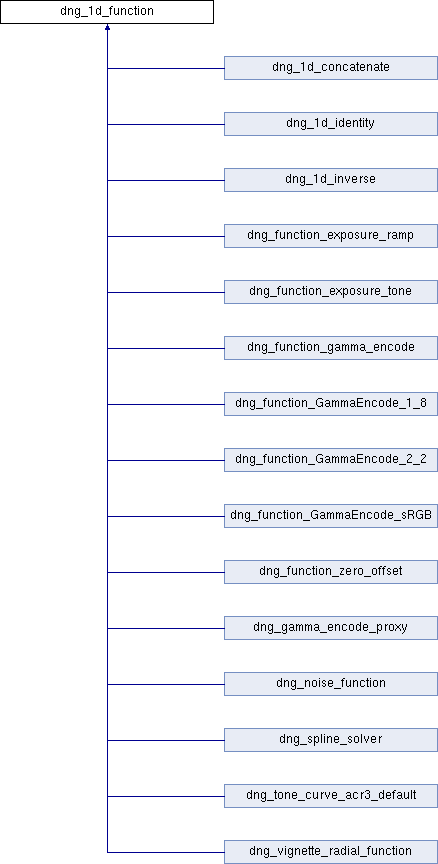 dng_1d_function
dng_1d_concatenate
dng_1d_identity
dng_1d_inverse
dng_function_exposure_ramp
dng_function_exposure_tone
dng_function_gamma_encode
dng_function_GammaEncode_1_8
dng_function_GammaEncode_2_2
dng_function_GammaEncode_sRGB
dng_function_zero_offset
dng_gamma_encode_proxy
dng_noise_function
dng_spline_solver
dng_tone_curve_acr3_default
dng_vignette_radial_function